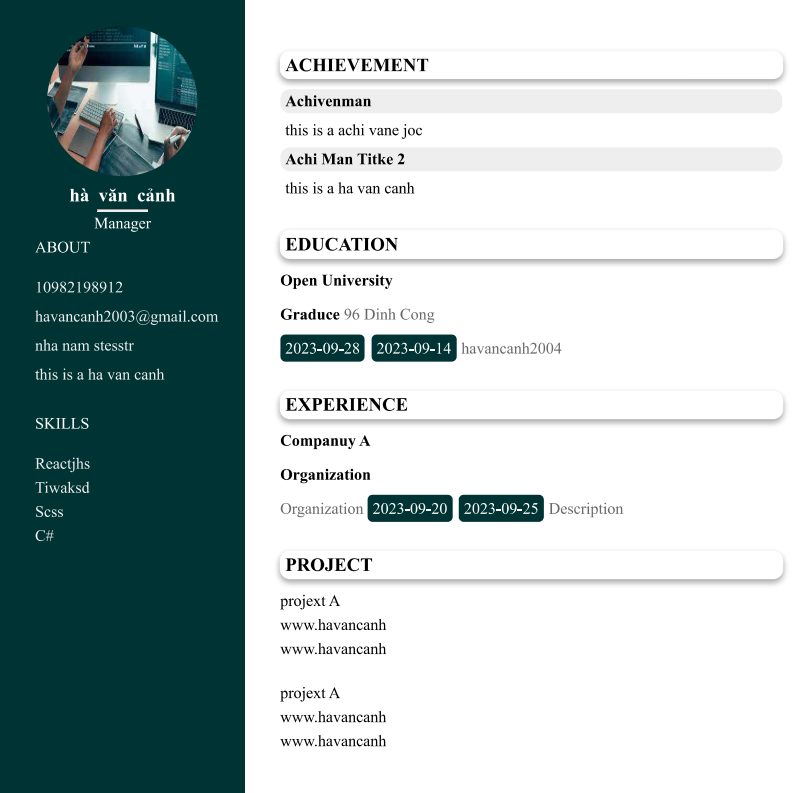 hà văn cảnh
Manager
ABOUT
10982198912
havancanh2003@gmail.com
nha nam stesstr
this is a ha van canh
SKILLS
Reactjhs
Tiwaksd
Scss
C#
ACHIEVEMENT
Achivenman
this is a achi vane joc
Achi Man Titke 2
this is a ha van canh
EDUCATION
Open University
Graduce 96 Dinh Cong
2023-09-28 2023-09-14 havancanh2004
EXPERIENCE
Companuy A
Organization
Organization 2023-09-20 2023-09-25 Description
PROJECT
projext A
www.havancanh
www.havancanh
projext A
www.havancanh
www.havancanh